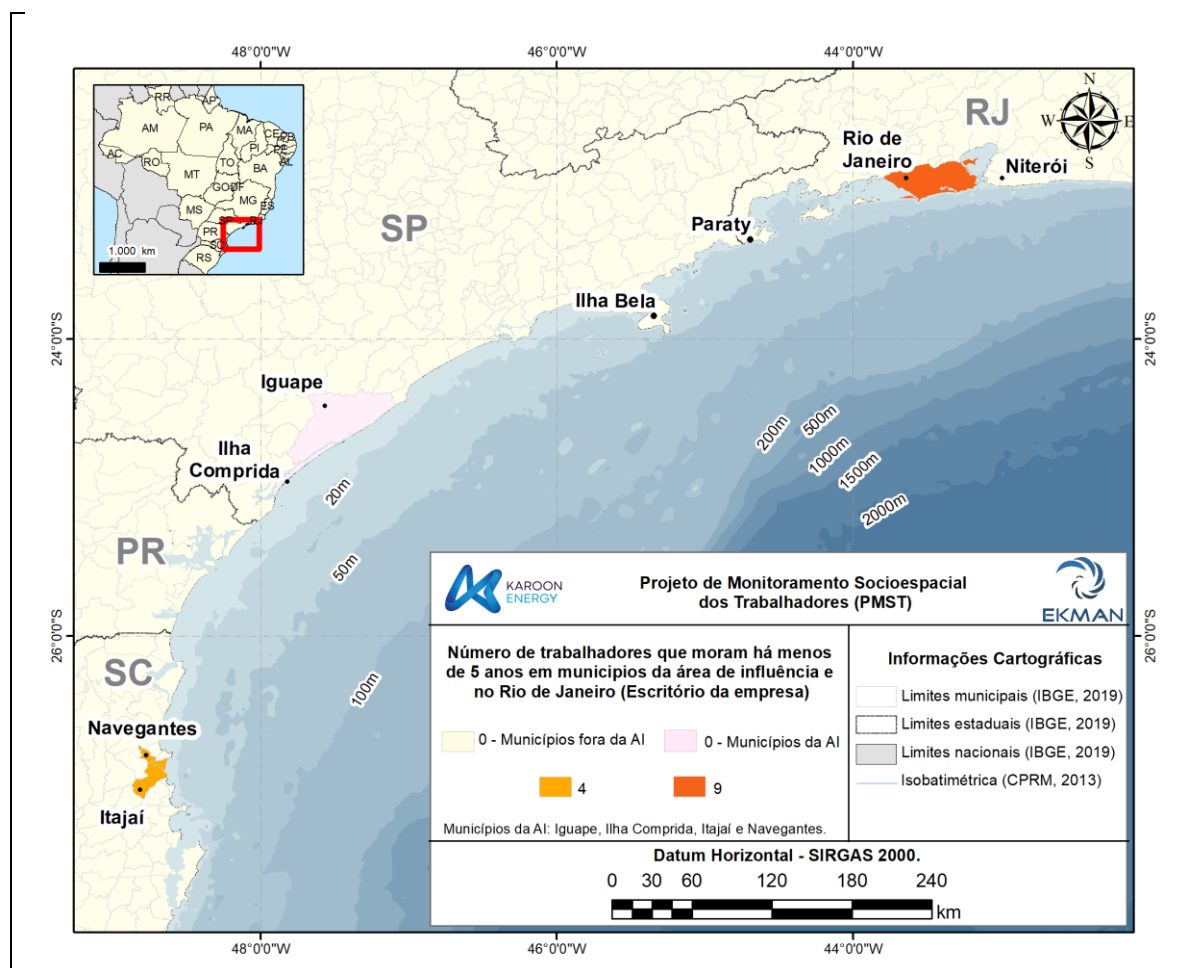 48°0'0"W
46°0'0"W
44°0'0"W
RR
AP
AM
PA
MA
CE
RB
PI
PE
AC
AL
RO
TO
BA
MT
GO
DF
MG
ES
MS
SP
RJ
PR
SC
RS
1.000 km
N
W
E
S
RJ
Rio de
Janeiro
Niterói
SP
Paraty
Ilha Bela
24°0'0"S
24°0'0"S
Iguape
Ilha
Comprida
200m
500m
1000m
1500m
2000m
20m
50m
100m
PR
SC
26°0'0"S
26°0'0"S
Navegantes
Itajaí
KAROON
ENERGY
Projeto de Monitoramento Socioespacial
dos Trabalhadores (PMST)
EKMAN
Número de trabalhadores que moram há menos
de 5 anos em municipios da área de influência e
no Rio de Janeiro (Escritório da empresa)
0 - Municípios fora da AI
0 - Municípios da AI
4
9
Municípios da AI: Iguape, Ilha Comprida, Itajaí e Navegantes.
Informações Cartográficas
Limites municipais (IBGE, 2019)
Limites estaduais (IBGE, 2019)
Limites nacionais (IBGE, 2019)
Isobatimétrica (CPRM, 2013)
Datum Horizontal - SIRGAS 2000.
0 30 60 120 180 240
km
48°0'0"W
46°0'0"W
44°0'0"W